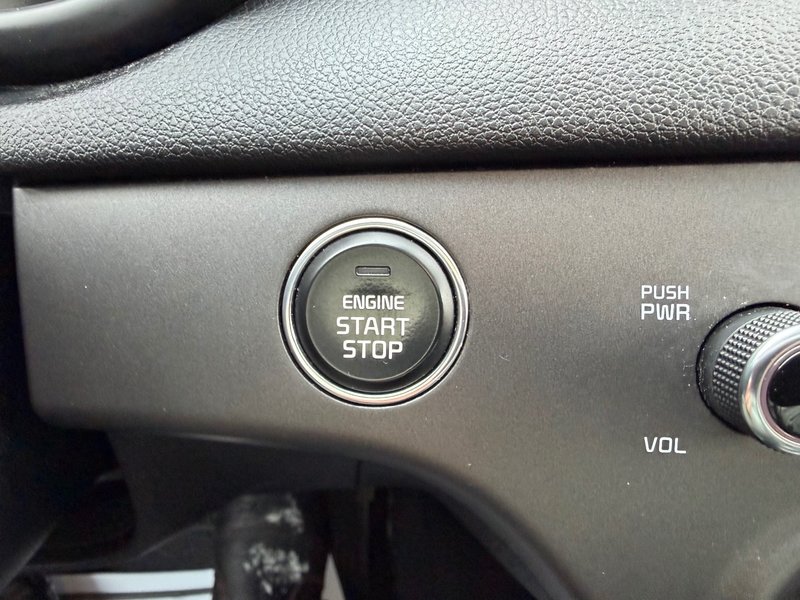 ENGINE
START
STOP
PUSH
PWR
VOL